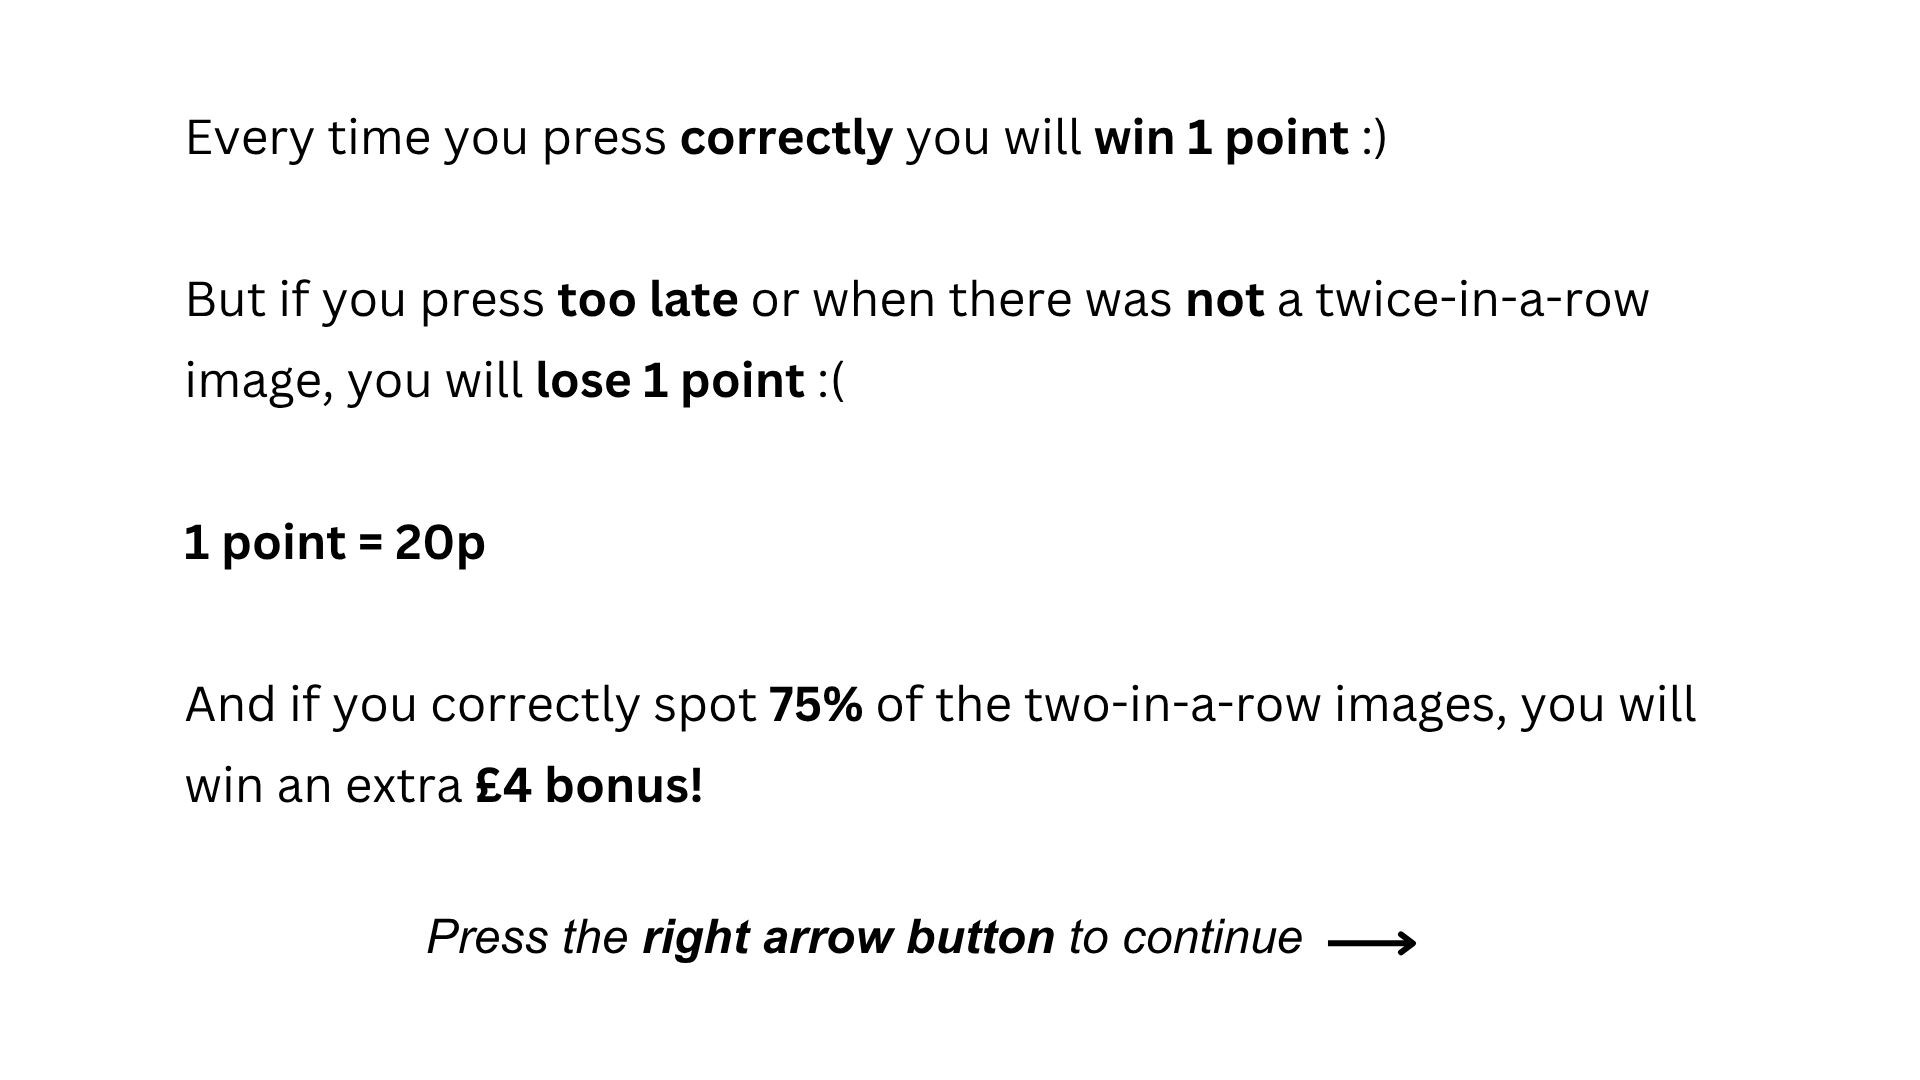 Every time you press correctly you will win 1 point :)
But if you press too late or when there was not a twice-in-a-row
image, you will lose 1 point :(
1 point = 20p
And if you correctly spot 75% of the two-in-a-row images, you will
win an extra £4 bonus!
Press the right arrow button to continue